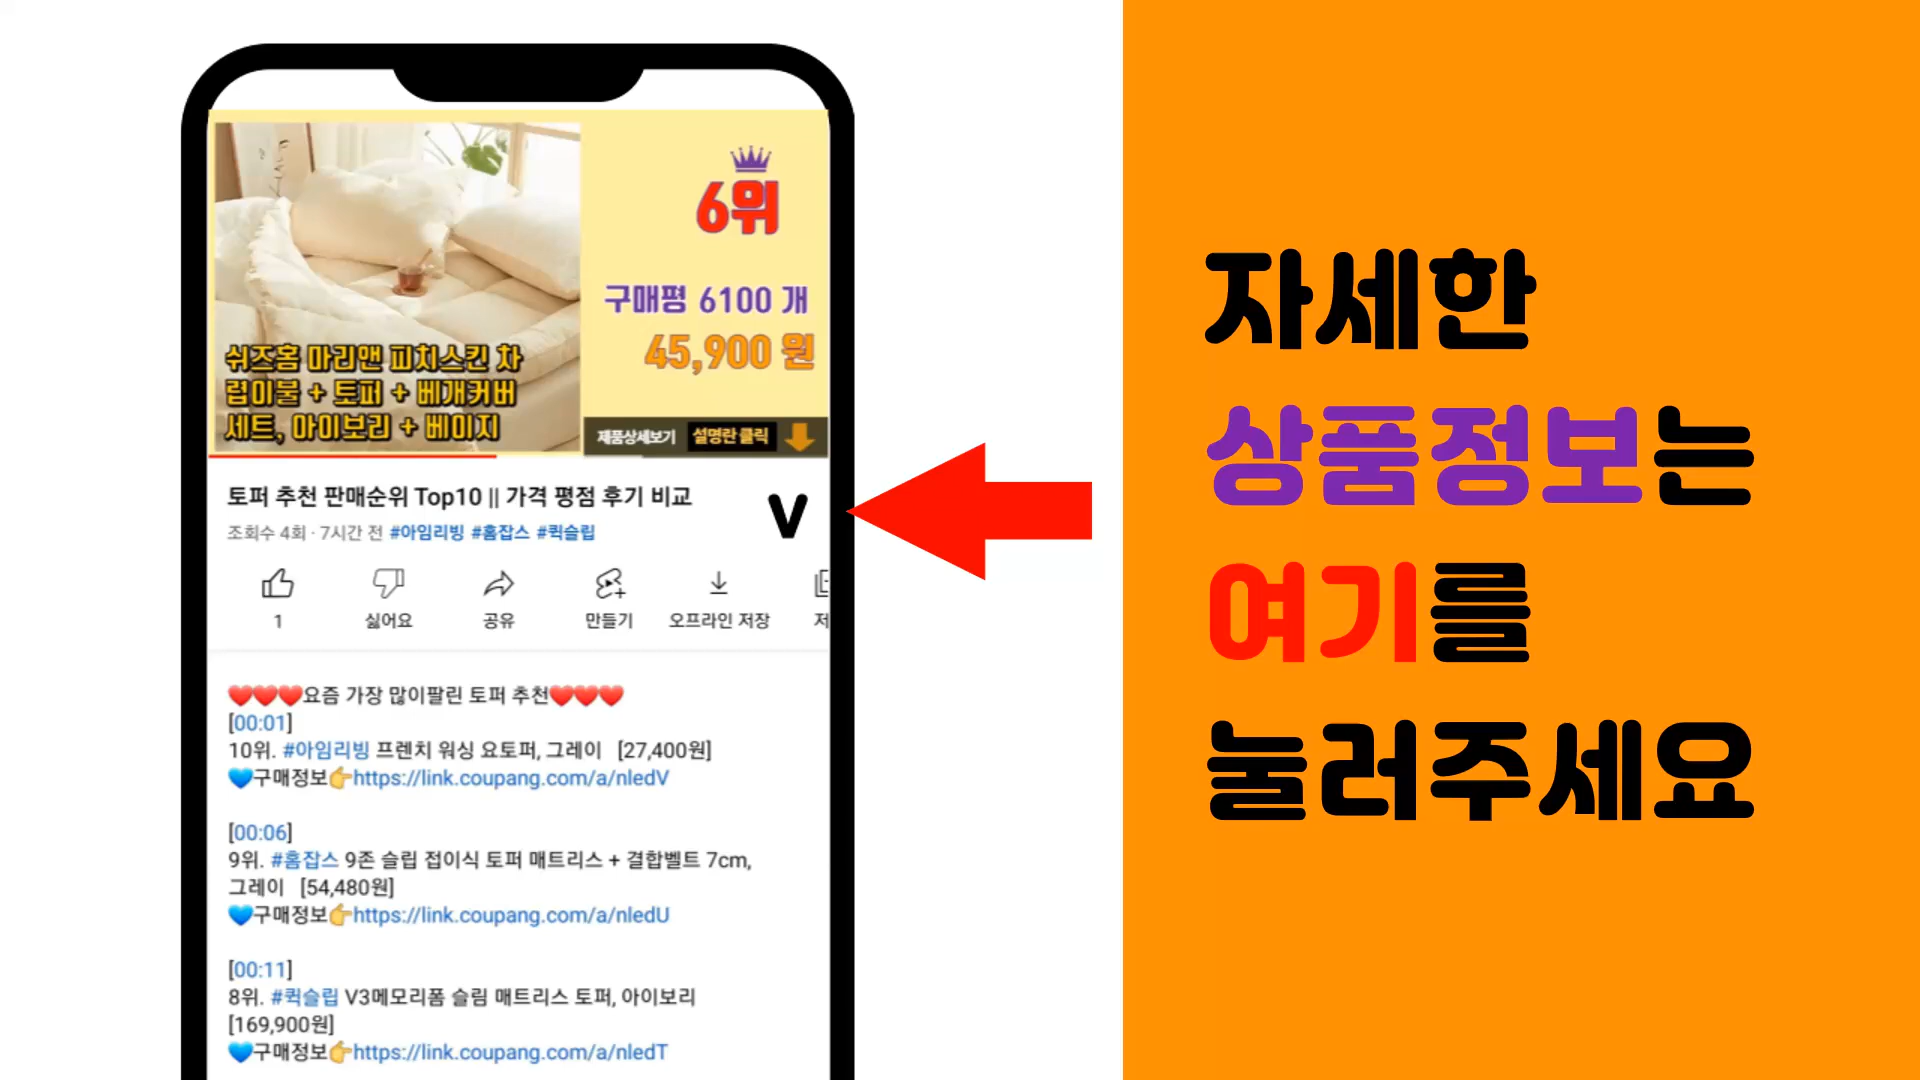 6위
구매평 6100 개
45,900 원
쉬즈홈 마리앤 피치스킨 차
렵이불 + 토퍼 + 베개커버
세트, 아이보리 + 베이지
제품상세보기 설명란 클릭
토퍼 추천 판매순위 Top10 || 가격 평점 후기 비교
V
조회수 4회 · 7시간 전 #아임리빙 #홈잡스 #퀵슬립
1 싫어요 공유 만들기 오프라인 저장 저
❤️❤️❤️요즘 가장 많이팔린 토퍼 추천❤️❤️❤️
[00:01]
10위. #아임리빙 프렌치 워싱 요토퍼, 그레이 [27,400원]
💙구매정보👉https://link.coupang.com/a/nledV
[00:06]
9위. #홈잡스 9존 슬립 접이식 토퍼 매트리스 + 결합벨트 7cm,
그레이 [54,480원]
💙구매정보👉https://link.coupang.com/a/nledU
[00:11]
8위. #퀵슬립 V3메모리폼 슬림 매트리스 토퍼, 아이보리
[169,900원]
💙구매정보👉https://link.coupang.com/a/nledT
자세한
상품정보는
여기를
눌러주세요